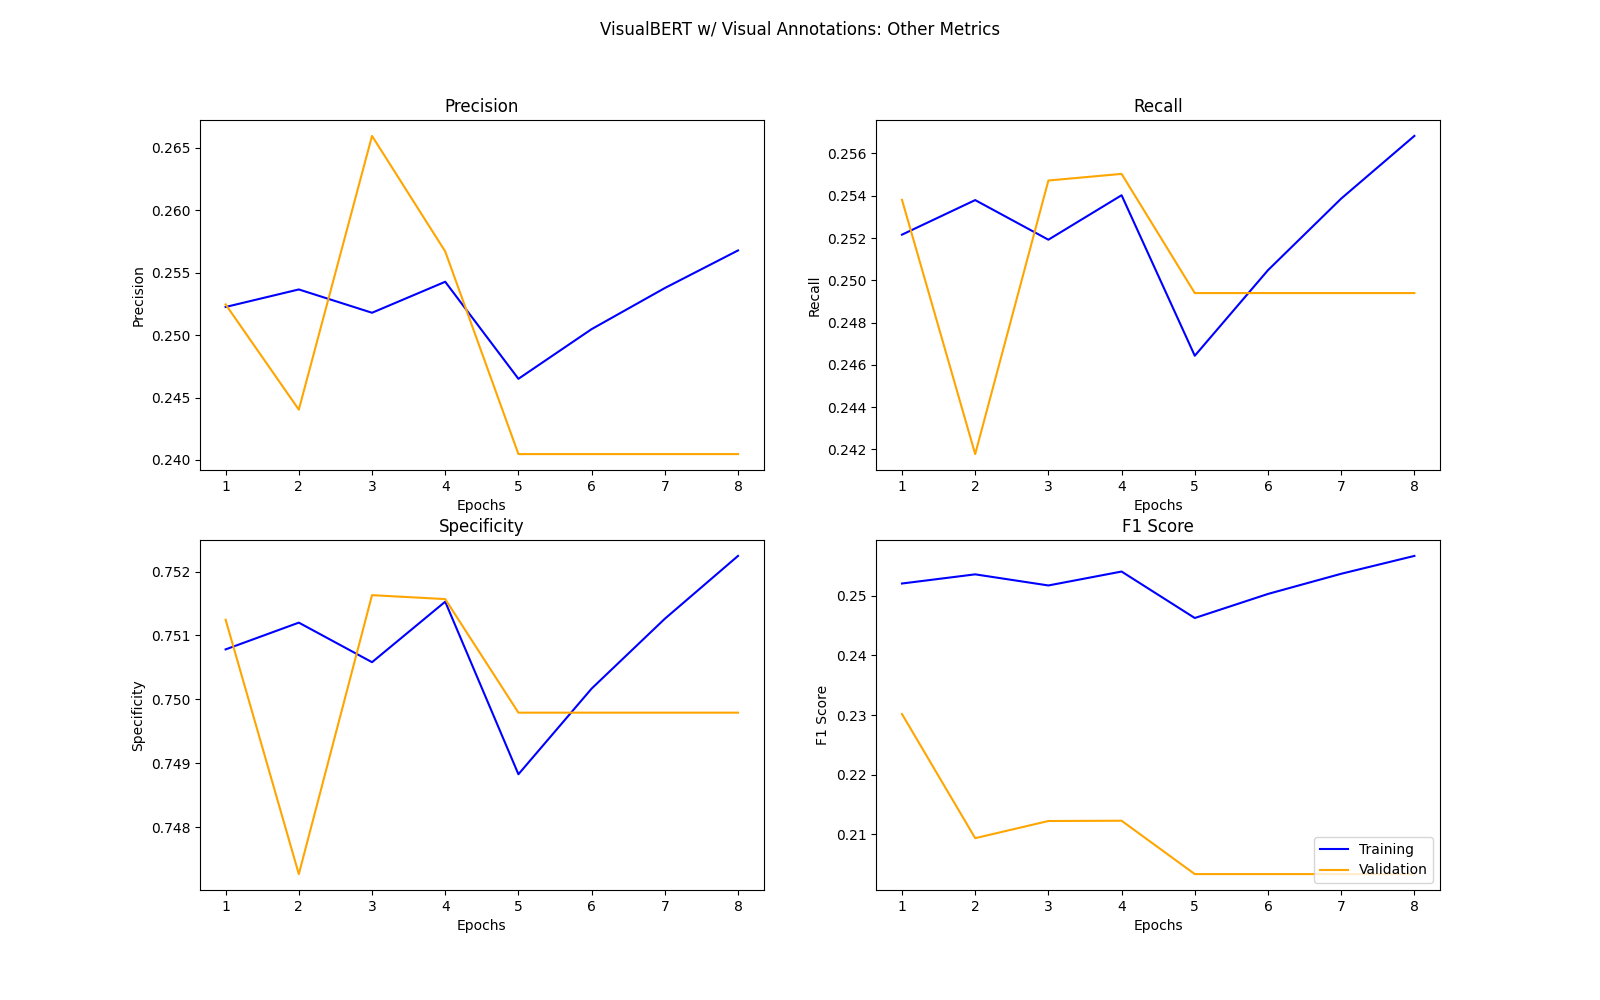 VisualBERT w/ Visual Annotations: Other Metrics
Precision
Precision
0.265
0.260
0.255
0.250
0.245
0.240
1 2 3 4 5 6 7 8
Epochs
Recall
Recall
0.256
0.254
0.252
0.250
0.248
0.246
0.244
0.242
1 2 3 4 5 6 7 8
Epochs
Specificity
Specificity
0.752
0.751
0.750
0.749
0.748
1 2 3 4 5 6 7 8
Epochs
F1 Score
F1 Score
0.25
0.24
0.23
0.22
0.21
Training
Validation
1 2 3 4 5 6 7 8
Epochs